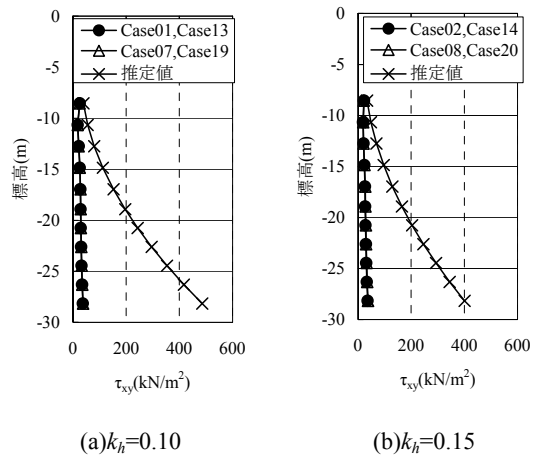 Case01,Case13
Case07,Case19
推定値
0
-5
-10
-15
-20
-25
-30
標高(m)
0 200 400 600
τxy(kN/m2)
(a)kh=0.10
Case02,Case14
Case08,Case20
推定値
0
-5
-10
-15
-20
-25
-30
標高(m)
0 200 400 600
τxy(kN/m2)
(b)kh=0.15